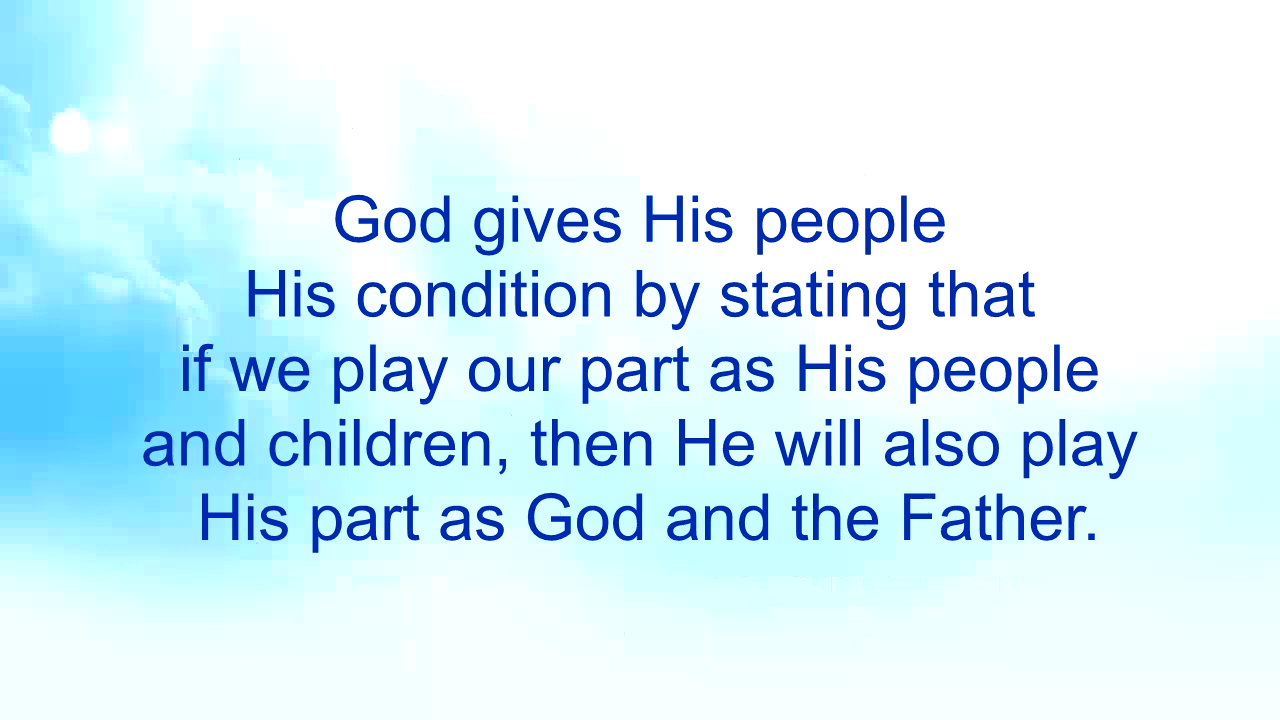 God gives His people
His condition by stating that
if we play our part as His people
and children, then He will also play
His part as God and the Father.